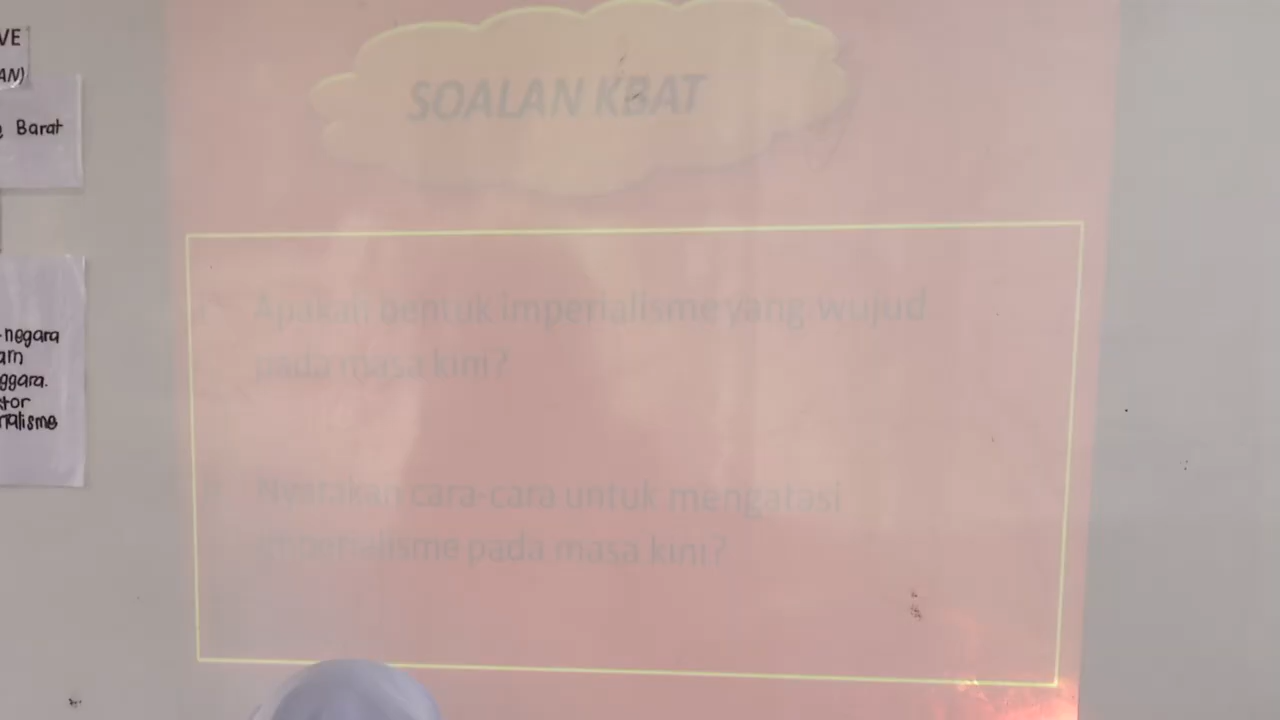 VE
AN)
Barat
-negara
am
ggara.
tor
rialisme
SOALAN KBAT
Apakah bentuk imperialisme yang wujud
pada masa kini?
Nyatakan cara-cara untuk mengatasi
imperialisme pada masa kini?